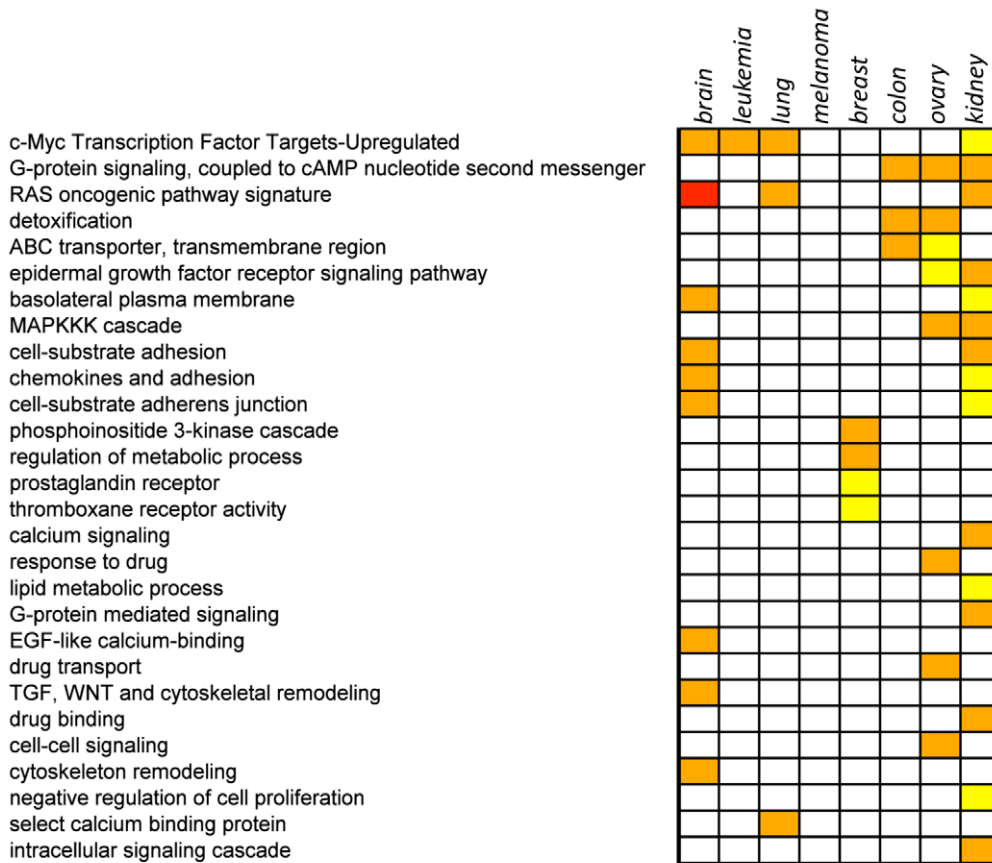 brain
leukemia
lung
melanoma
breast
colon
ovary
kidney
c-Myc Transcription Factor Targets-Upregulated
G-protein signaling, coupled to cAMP nucleotide second messenger
RAS oncogenic pathway signature
detoxification
ABC transporter, transmembrane region
epidermal growth factor receptor signaling pathway
basolateral plasma membrane
MAPKKK cascade
cell-substrate adhesion
chemokines and adhesion
cell-substrate adherens junction
phosphoinositide 3-kinase cascade
regulation of metabolic process
prostaglandin receptor
thromboxane receptor activity
calcium signaling
response to drug
lipid metabolic process
G-protein mediated signaling
EGF-like calcium-binding
drug transport
TGF, WNT and cytoskeletal remodeling
drug binding
cell-cell signaling
cytoskeleton remodeling
negative regulation of cell proliferation
select calcium binding protein
intracellular signaling cascade